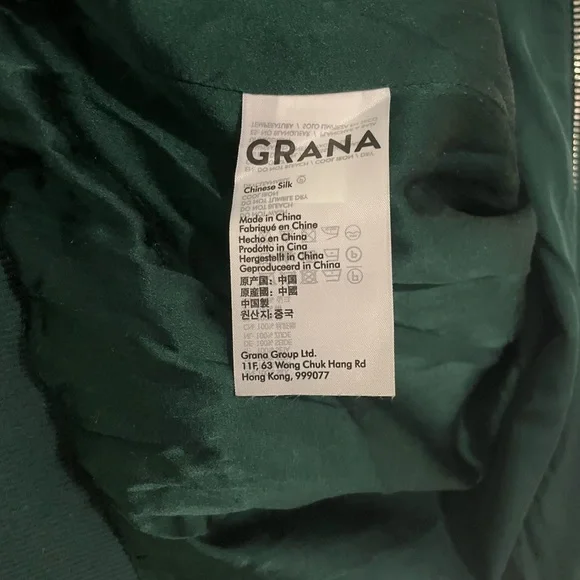 GRANA
Chinese Silk
Made in China
Fabriqué en Chine
Hecho en China
Prodotto in Cina
Hergestellt in China
Geproduceerd in China
原产国：中国
原產國：中國
中国製
원산지:중국
Grana Group Ltd.
11F, 63 Wong Chuk Hang Rd
Hong Kong, 999077